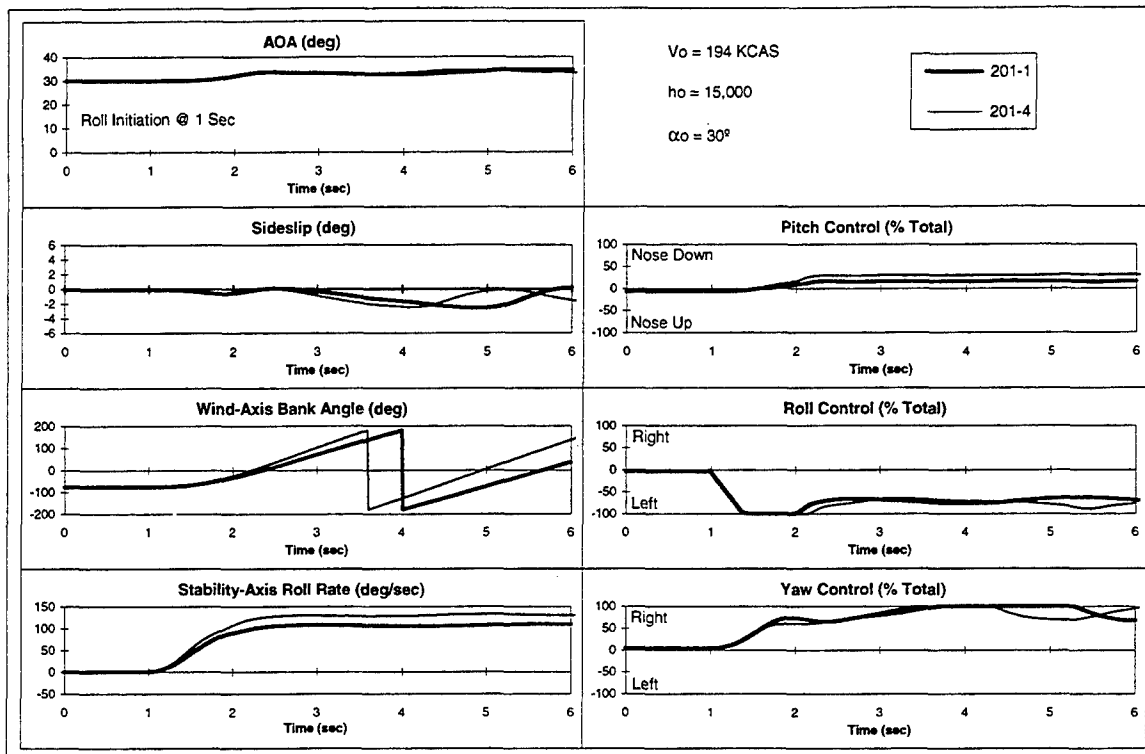 AOA (deg)
40
30
20
10
0
Roll Initiation @ 1 Sec
0 1 2 3 4 5 6
Time (sec)
Vo = 194 KCAS
ho = 15,000
αo = 30º
201-1
201-4
Sideslip (deg)
6
4
2
0
-2
-4
-6
0 1 2 3 4 5 6
Time (sec)
Pitch Control (% Total)
100
50
0
-50
-100
Nose Down
Nose Up
0 1 2 3 4 5 6
Time (sec)
Wind-Axis Bank Angle (deg)
200
100
0
-100
-200
0 1 2 3 4 5 6
Time (sec)
Roll Control (% Total)
100
50
0
-50
-100
Right
Left
0 1 2 3 4 5 6
Time (sec)
Stability-Axis Roll Rate (deg/sec)
150
100
50
0
-50
0 1 2 3 4 5 6
Time (sec)
Yaw Control (% Total)
100
50
0
-50
-100
Right
Left
0 1 2 3 4 5 6
Time (sec)